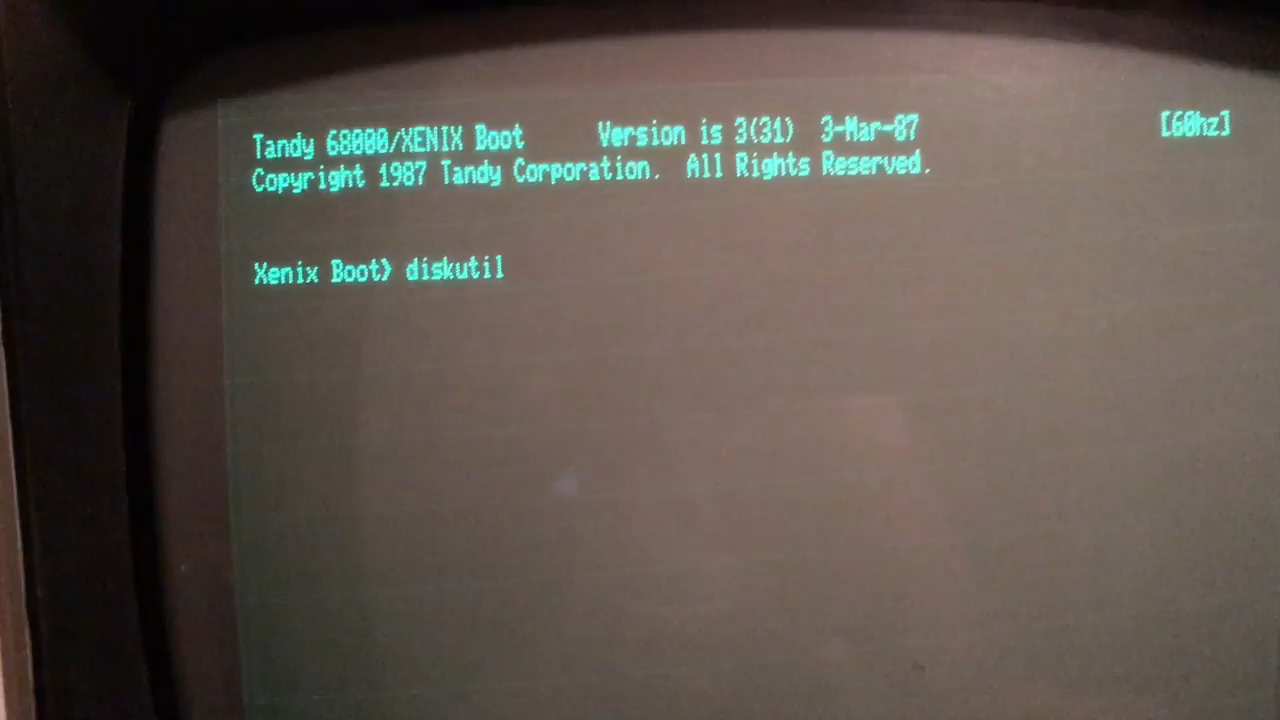 Tandy 68000/XENIX Boot Version is 3(31) 3-Mar-87 [60hz]
Copyright 1987 Tandy Corporation. All Rights Reserved.
Xenix Boot> diskutil